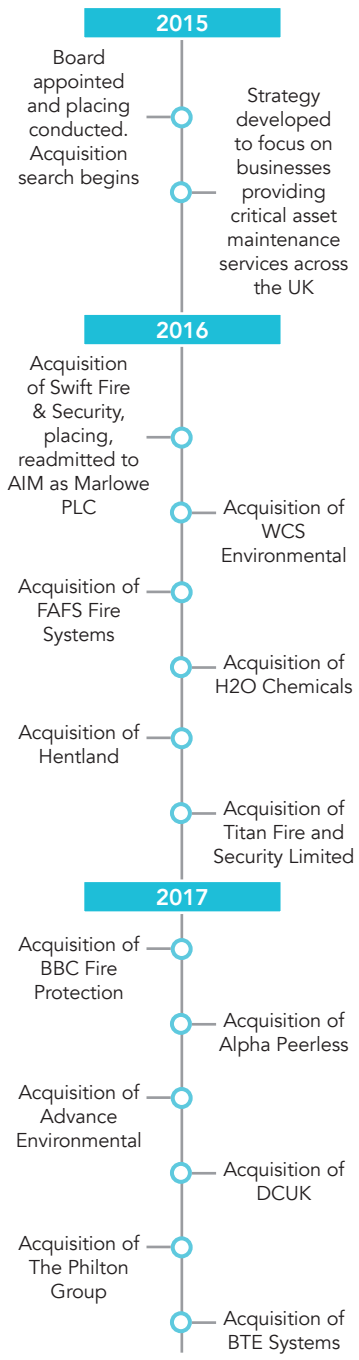 2015
Board
appointed
and placing
conducted.
Acquisition
search begins
Strategy
developed
to focus on
businesses
providing
critical asset
maintenance
services across
the UK
2016
Acquisition
of Swift Fire
& Security,
placing,
readmitted to
AIM as Marlowe
PLC
Acquisition of
WCS
Environmental
Acquisition of
FAFS Fire
Systems
Acquisition of
H2O Chemicals
Acquisition of
Hentland
Acquisition of
Titan Fire and
Security Limited
2017
Acquisition of
BBC Fire
Protection
Acquisition of
Alpha Peerless
Acquisition of
Advance
Environmental
Acquisition of
DCUK
Acquisition of
The Philton
Group
Acquisition of
BTE Systems